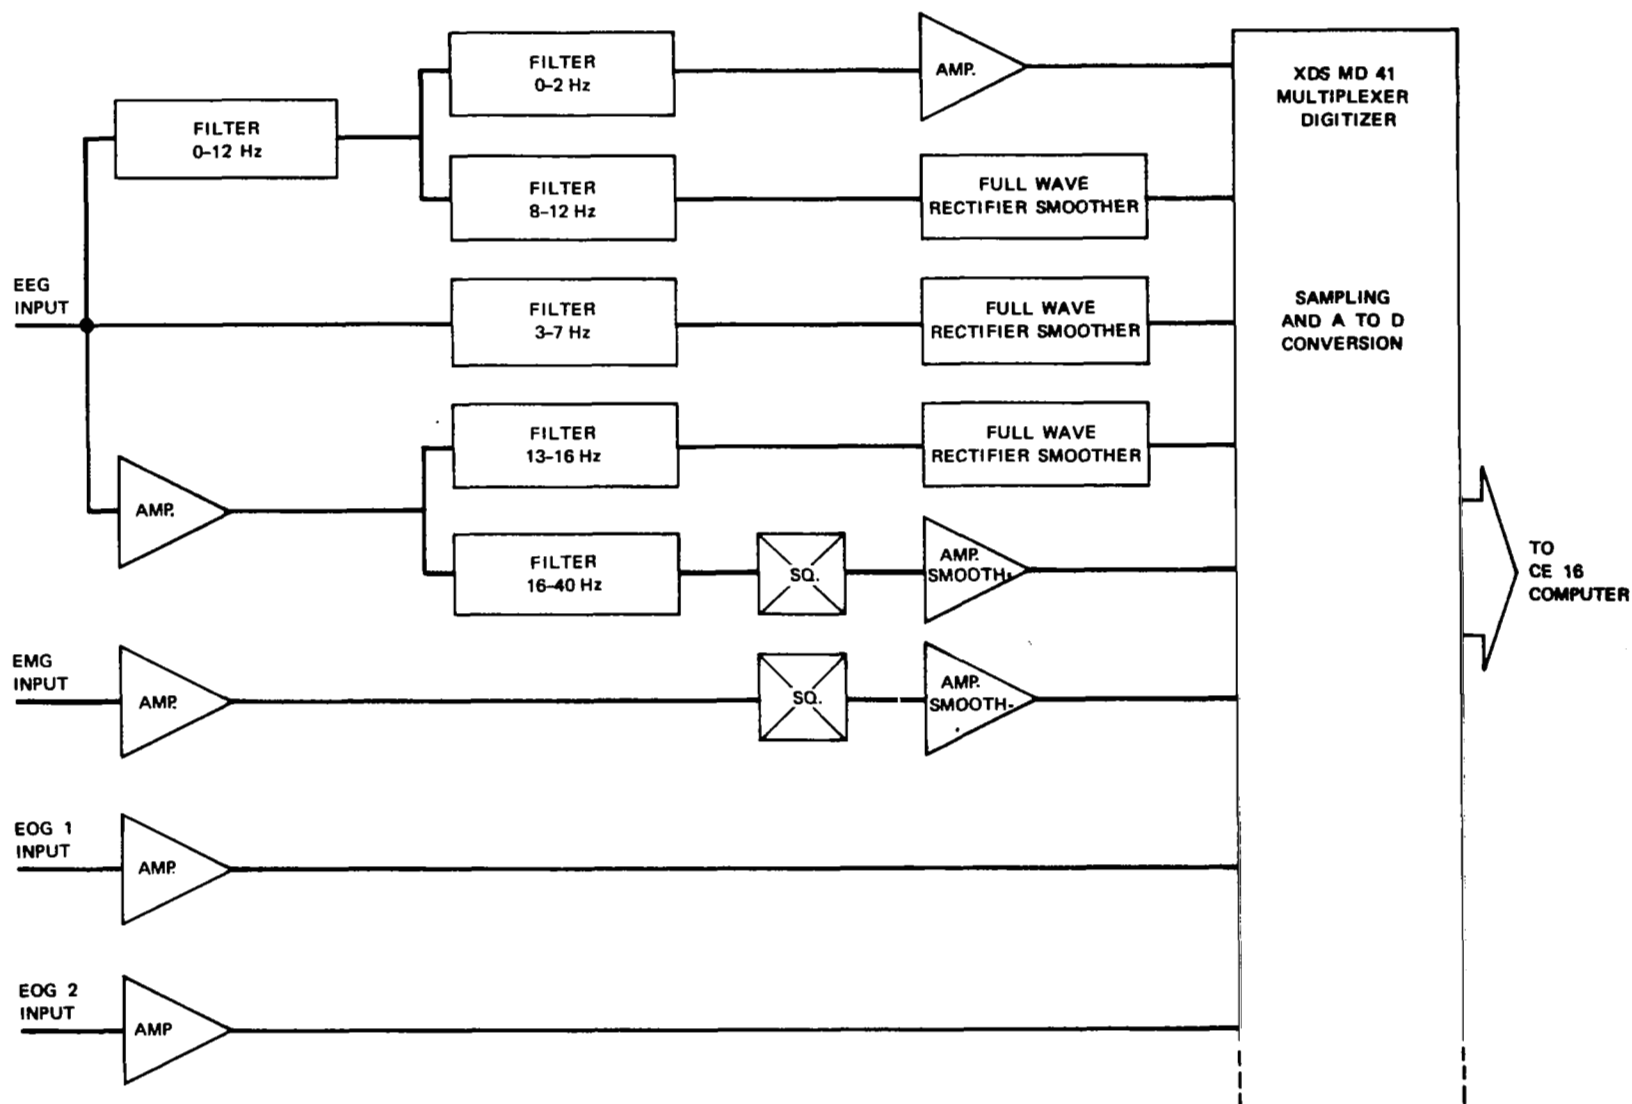 FILTER
0–2 Hz
AMP.
XDS MD 41
MULTIPLEXER
DIGITIZER
FILTER
0–12 Hz
FILTER
8–12 Hz
FULL WAVE
RECTIFIER SMOOTHER
EEG
INPUT
FILTER
3–7 Hz
FULL WAVE
RECTIFIER SMOOTHER
SAMPLING
AND A TO D
CONVERSION
FILTER
13–16 Hz
FULL WAVE
RECTIFIER SMOOTHER
AMP.
FILTER
16–40 Hz
SQ.
AMP.
SMOOTH.
TO
CE 16
COMPUTER
EMG
INPUT
AMP.
SQ.
AMP.
SMOOTH.
EOG 1
INPUT
AMP.
EOG 2
INPUT
AMP